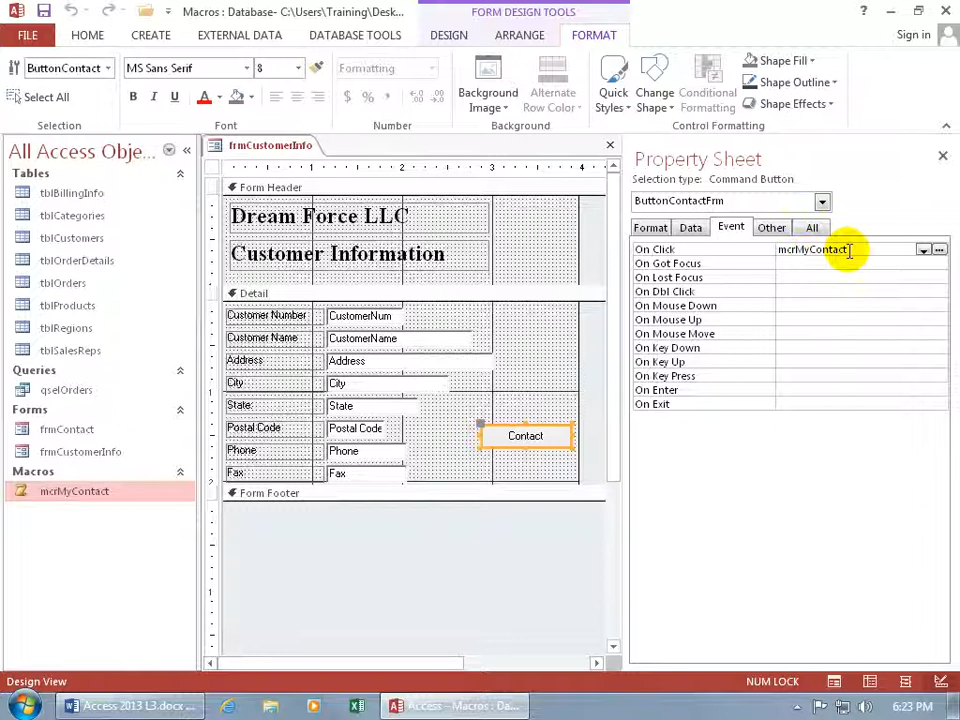 Macros : Database- C:\Users\Training\Desk...
FORM DESIGN TOOLS
FILE
HOME
CREATE
EXTERNAL DATA
DATABASE TOOLS
DESIGN
ARRANGE
FORMAT
Sign in
ButtonContact
MS Sans Serif
8
Formatting
Select All
B I U
A
$ % ,
Background Image
Alternate Row Color
Quick Styles
Change Shape
Conditional Formatting
Shape Fill
Shape Outline
Shape Effects
Selection
Font
Number
Background
Control Formatting
All Access Obje...
Tables
tblBillingInfo
tblCategories
tblCustomers
tblOrderDetails
tblOrders
tblProducts
tblRegions
tblSalesReps
Queries
qselOrders
Forms
frmContact
frmCustomerInfo
Macros
mcrMyContact
frmCustomerInfo
1 2 3 4
Form Header
Dream Force LLC
Customer Information
Detail
Customer Number CustomerNum
Customer Name CustomerName
Address Address
City City
State: State
Postal Code Postal Code
Phone Phone
Fax Fax
Contact
Form Footer
Property Sheet
Selection type: Command Button
ButtonContactFrm
Format Data Event Other All
On Click mcrMyContact
On Got Focus
On Lost Focus
On Dbl Click
On Mouse Down
On Mouse Up
On Mouse Move
On Key Down
On Key Up
On Key Press
On Enter
On Exit
Design View
NUM LOCK
Access 2013 L3.docx ...
Access - Macros : Da...
6:23 PM